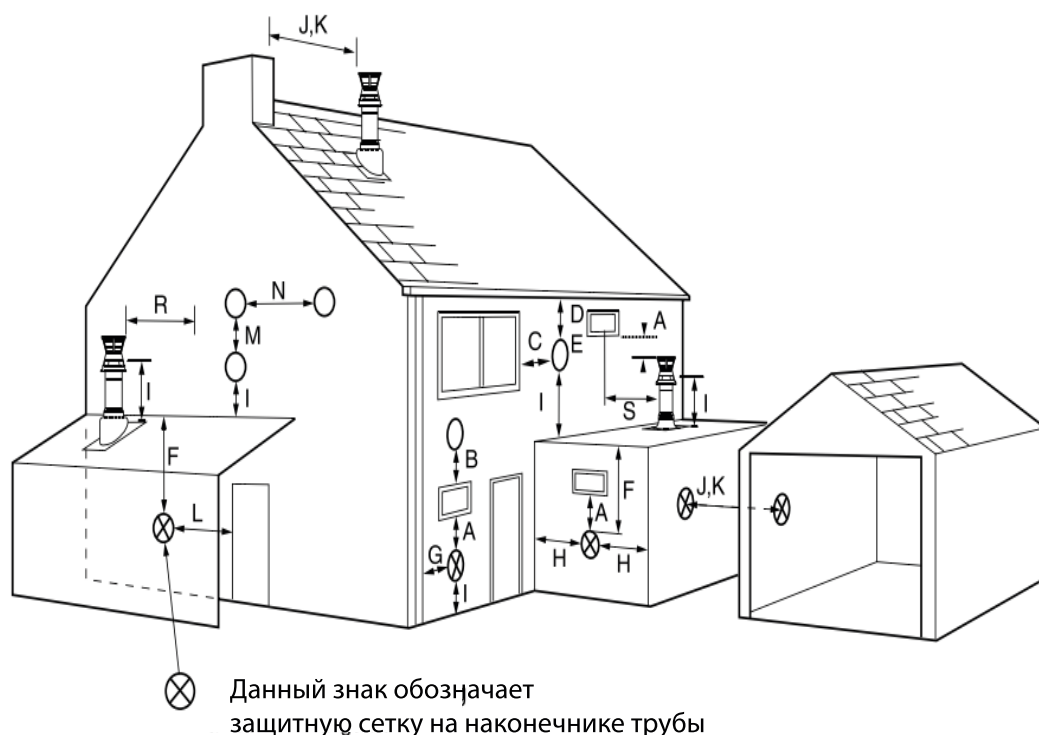 J,K
R
N
M
I
I
F
L
D
A
C
E
I
S
I
B
A
G
I
F
A
H
H
J,K
Данный знак обозначает
защитную сетку на наконечнике трубы